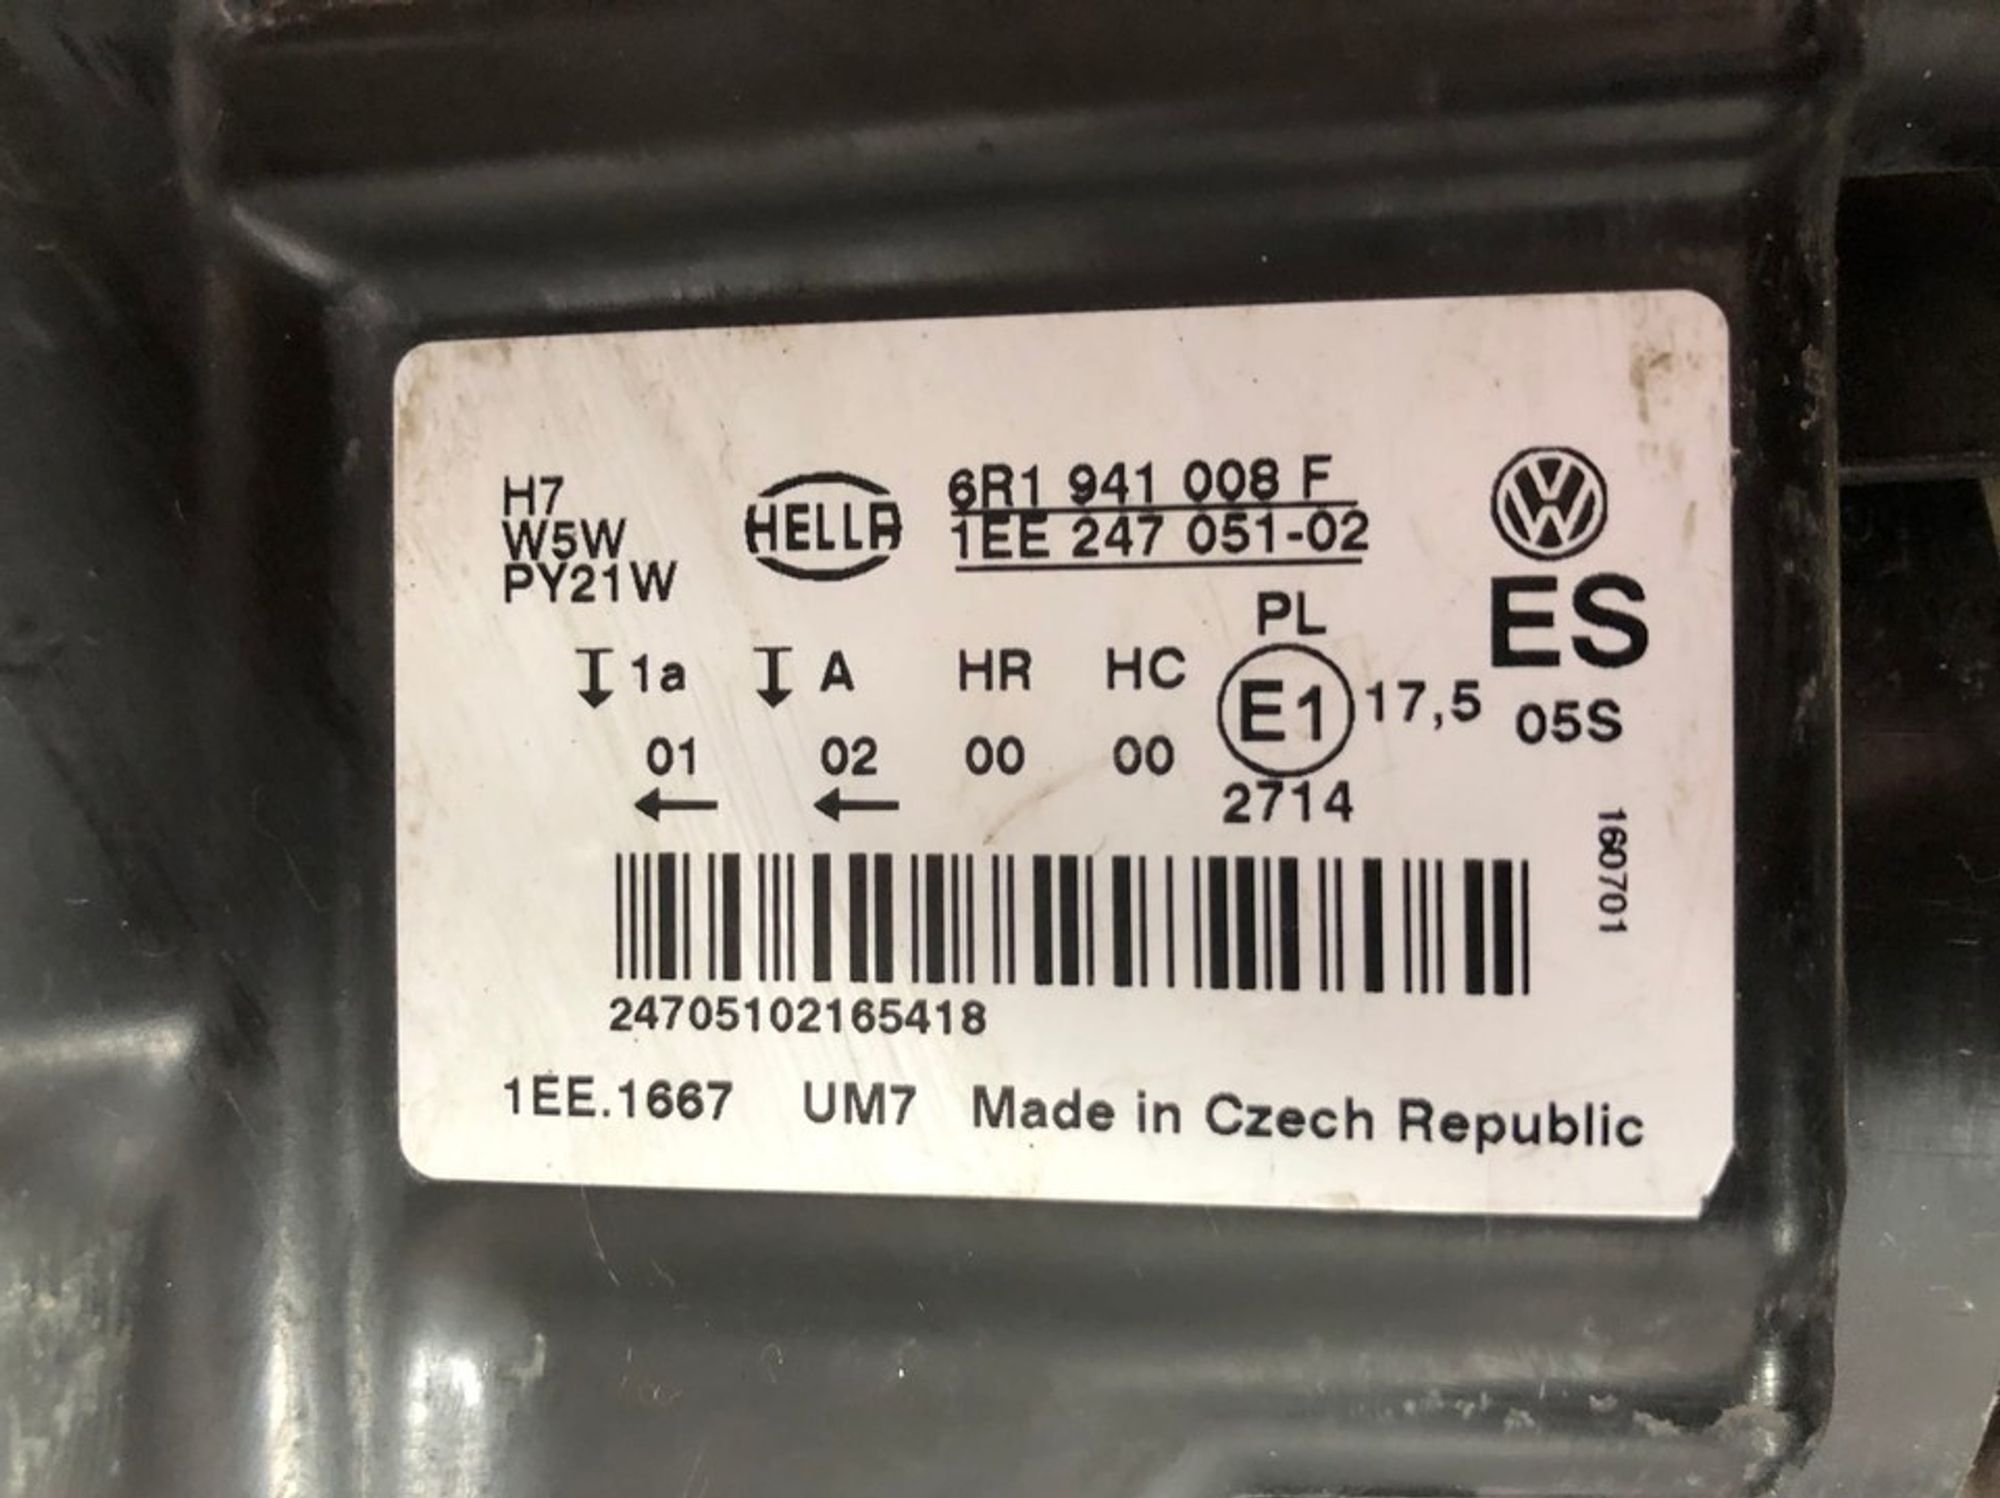 H7
W5W
PY21W
HELLA
6R1 941 008 F
1EE 247 051-02
ES
05S
PL
1a A HR HC
E1 17,5
01 02 00 00
2714
160701
24705102165418
1EE.1667 UM7 Made in Czech Republic